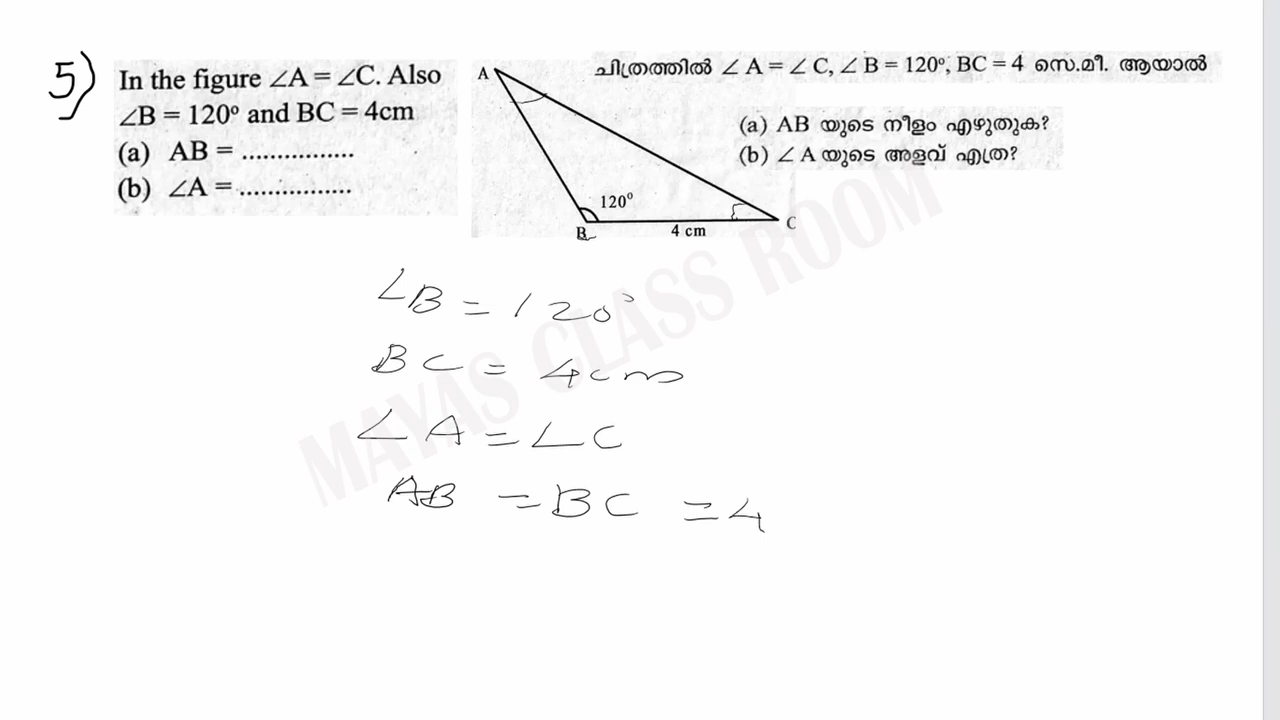 5)
In the figure ∠A = ∠C. Also
∠B = 120° and BC = 4cm
(a) AB = ................
(b) ∠A = ................
A
120°
B
4 cm
C
ചിത്രത്തിൽ ∠ A = ∠ C, ∠ B = 120°, BC = 4 സെ.മീ. ആയാൽ
(a) AB യുടെ നീളം എഴുതുക?
(b) ∠ A യുടെ അളവ് എത്ര?
∠B = 120°
BC = 4cm
∠A = ∠C
AB = BC = 4
MAYAS CLASS ROOM